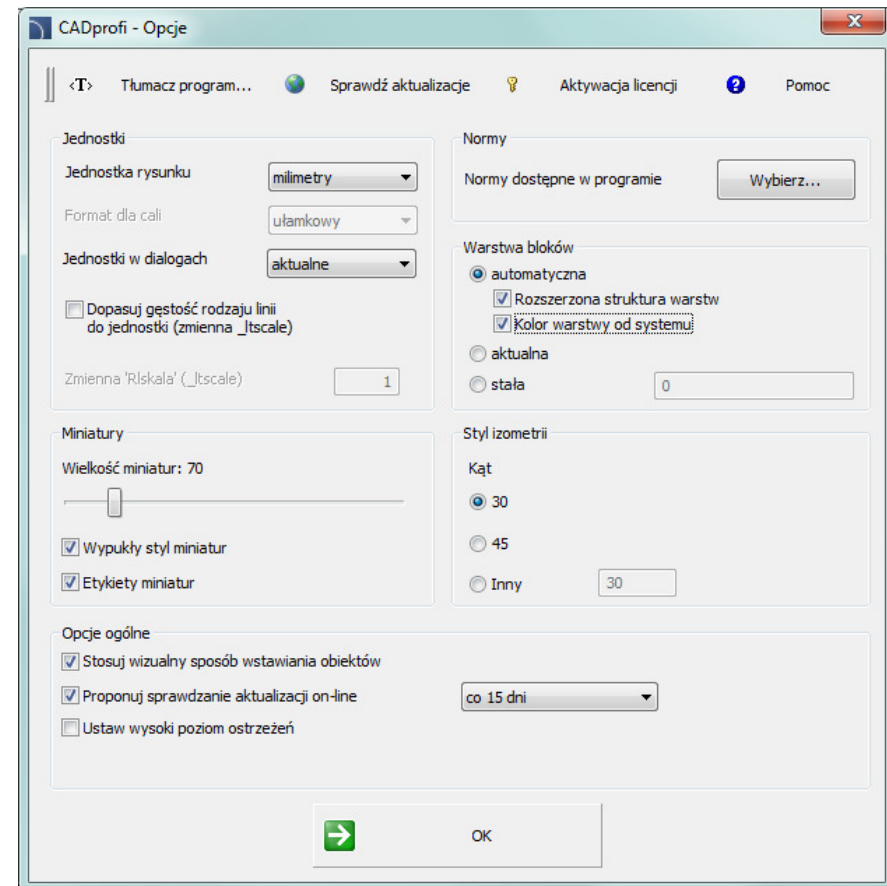 CADprofi - Opcje
<T> Tłumacz program... Sprawdź aktualizacje Aktywacja licencji Pomoc
Jednostki
Jednostka rysunku milimetry
Format dla cali ułamkowy
Jednostki w dialogach aktualne
Dopasuj gęstość rodzaju linii
do jednostki (zmienna _ltscale)
Zmienna 'Rlskala' (_ltscale) 1
Normy
Normy dostępne w programie Wybierz...
Warstwa bloków
automatyczna
Rozszerzona struktura warstw
Kolor warstwy od systemu
aktualna
stała 0
Miniatury
Wielkość miniatur: 70
Wypukły styl miniatur
Etykiety miniatur
Styl izometrii
Kąt
30
45
Inny 30
Opcje ogólne
Stosuj wizualny sposób wstawiania obiektów
Proponuj sprawdzanie aktualizacji on-line co 15 dni
Ustaw wysoki poziom ostrzeżeń
OK